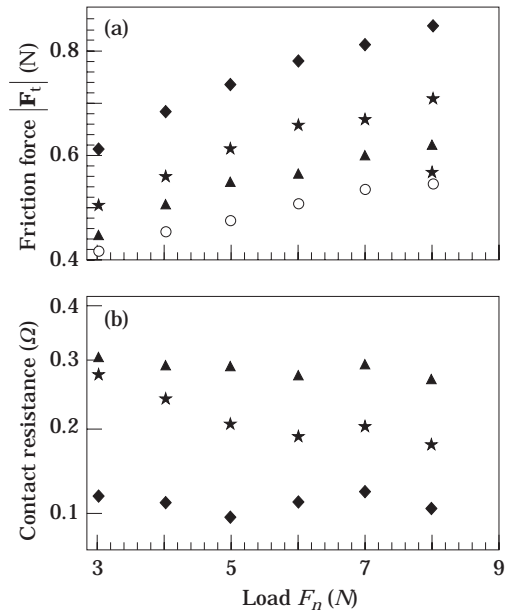 (a)
0.8
0.6
0.4
Friction force |F_t| (N)
(b)
0.4
0.3
0.2
0.1
Contact resistance (Ω)
3 5 7 9
Load F_n (N)